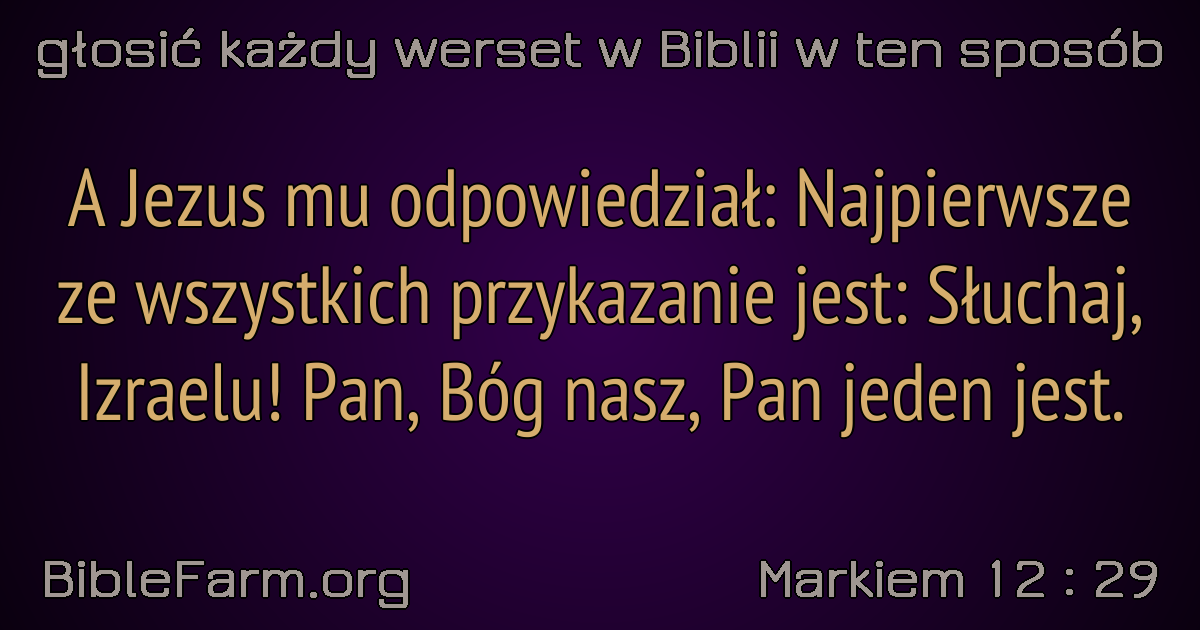 głosić każdy werset w Biblii w ten sposób
A Jezus mu odpowiedział: Najpierwsze
ze wszystkich przykazanie jest: Słuchaj,
Izraelu! Pan, Bóg nasz, Pan jeden jest.
BibleFarm.org
Markiem 12 : 29